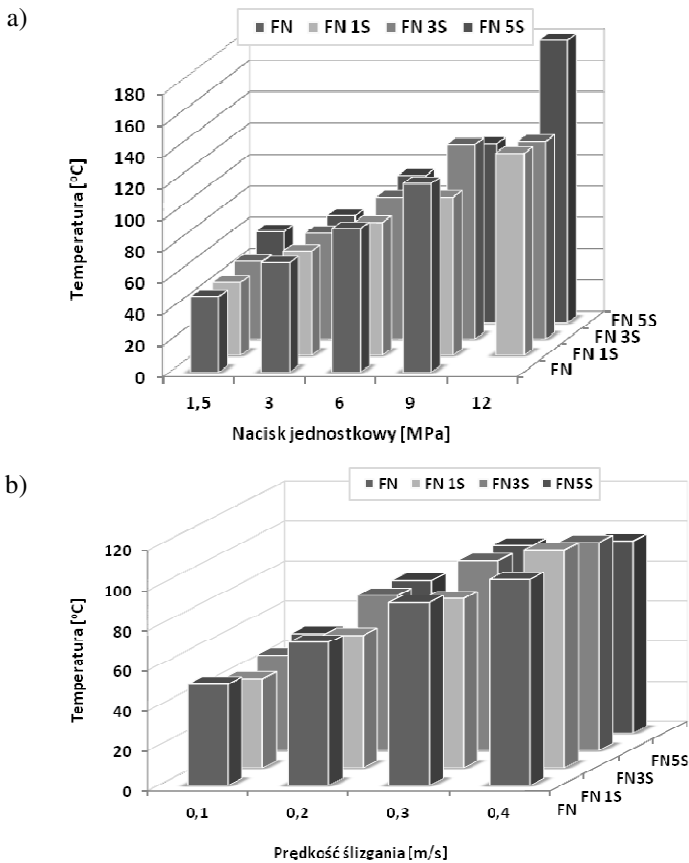 a)
FN FN 1S FN 3S FN 5S
180
160
140
120
100
80
60
40
20
0
Temperatura [°C]
FN 5S
FN 3S
FN 1S
FN
1,5 3 6 9 12
Nacisk jednostkowy [MPa]
b)
FN FN 1S FN3S FN5S
120
100
80
60
40
20
0
Temperatura [°C]
FN5S
FN3S
FN 1S
FN
0,1 0,2 0,3 0,4
Prędkość ślizgania [m/s]